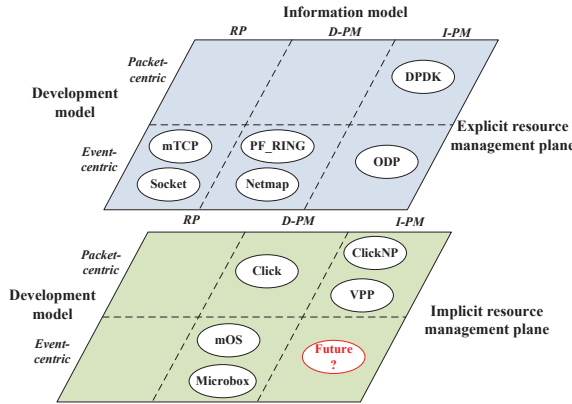 Information model
RP D-PM I-PM
Packet-
centric
DPDK
Development
model
Explicit resource
management plane
Event-
centric
mTCP PF_RING
ODP
Socket Netmap
RP D-PM I-PM
Packet-
centric
ClickNP
Click
VPP
Development
model
Implicit resource
management plane
Event-
centric
mOS
Future
?
Microbox